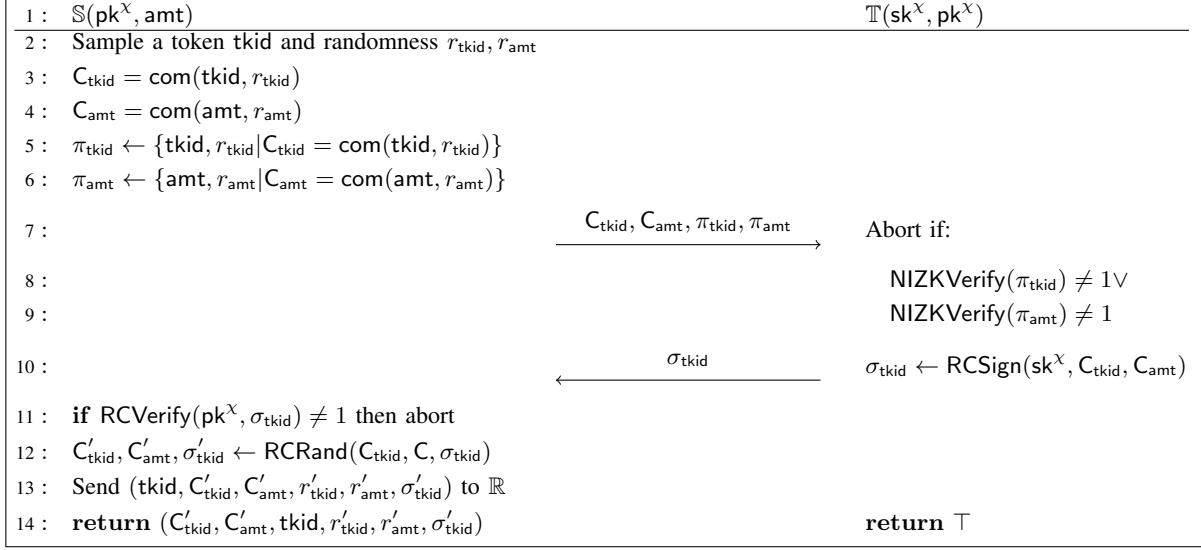 1 : 𝕊(pk^χ, amt) 𝕋(sk^χ, pk^χ)
2 : Sample a token tkid and randomness r_tkid, r_amt
3 : C_tkid = com(tkid, r_tkid)
4 : C_amt = com(amt, r_amt)
5 : π_tkid ← {tkid, r_tkid|C_tkid = com(tkid, r_tkid)}
6 : π_amt ← {amt, r_amt|C_amt = com(amt, r_amt)}
7 : C_tkid, C_amt, π_tkid, π_amt Abort if:
8 : NIZKVerify(π_tkid) ≠ 1∨
9 : NIZKVerify(π_amt) ≠ 1
10 : σ_tkid σ_tkid ← RCSign(sk^χ, C_tkid, C_amt)
11 : if RCVerify(pk^χ, σ_tkid) ≠ 1 then abort
12 : C′_tkid, C′_amt, σ′_tkid ← RCRand(C_tkid, C, σ_tkid)
13 : Send (tkid, C′_tkid, C′_amt, r′_tkid, r′_amt, σ′_tkid) to ℝ
14 : return (C′_tkid, C′_amt, tkid, r′_tkid, r′_amt, σ′_tkid) return ⊤